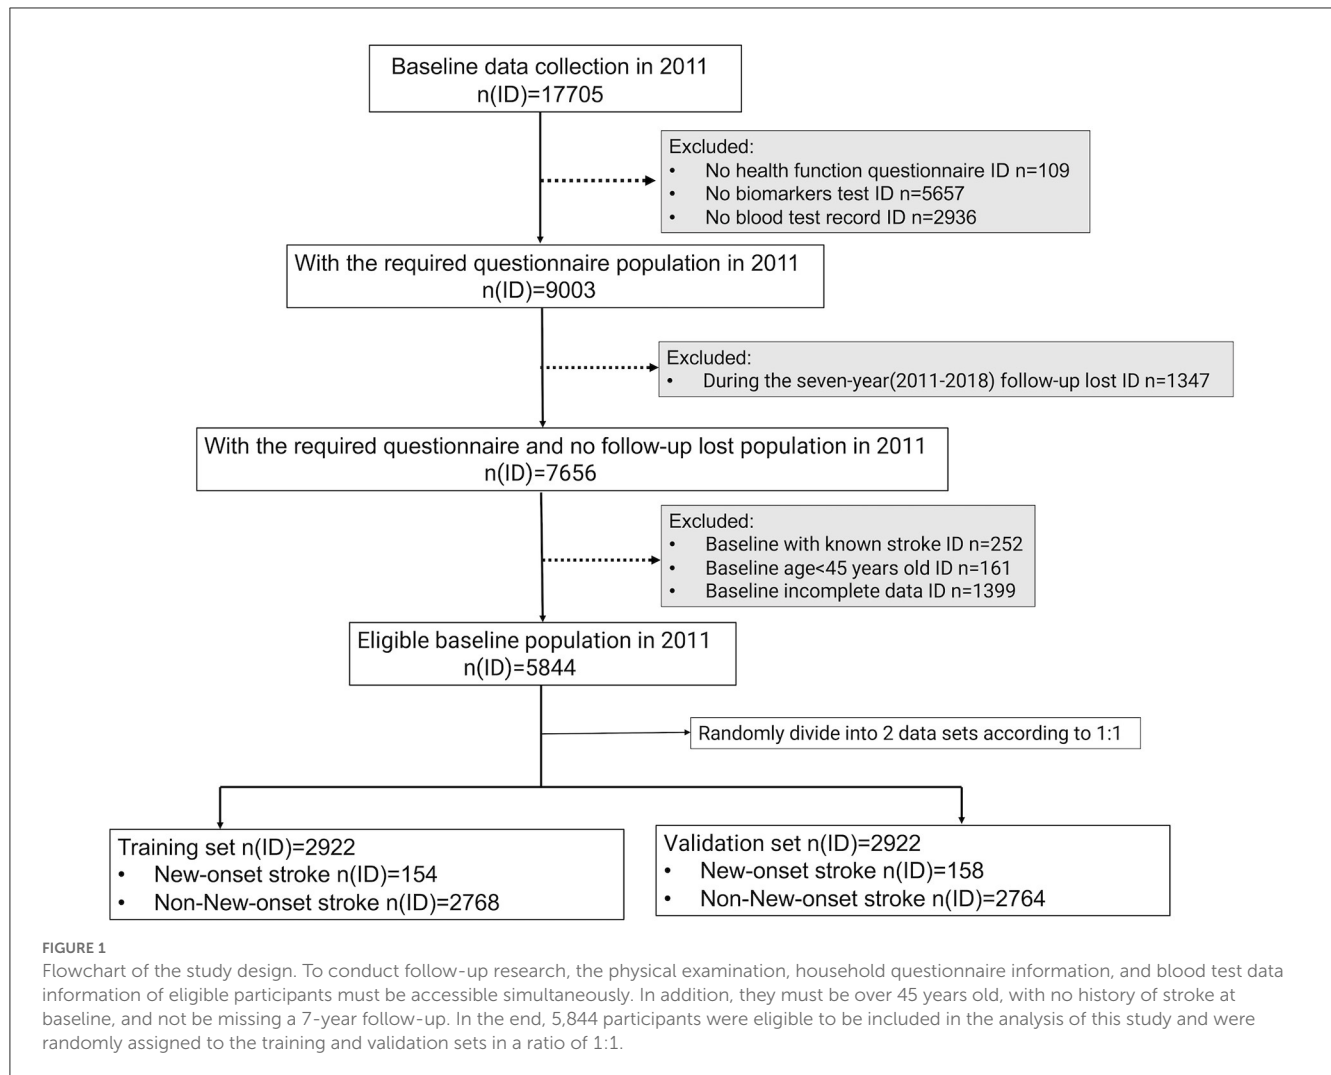 Baseline data collection in 2011
n(ID)=17705
Excluded:
• No health function questionnaire ID n=109
• No biomarkers test ID n=5657
• No blood test record ID n=2936
With the required questionnaire population in 2011
n(ID)=9003
Excluded:
• During the seven-year(2011-2018) follow-up lost ID n=1347
With the required questionnaire and no follow-up lost population in 2011
n(ID)=7656
Excluded:
• Baseline with known stroke ID n=252
• Baseline age<45 years old ID n=161
• Baseline incomplete data ID n=1399
Eligible baseline population in 2011
n(ID)=5844
Randomly divide into 2 data sets according to 1:1
Training set n(ID)=2922
• New-onset stroke n(ID)=154
• Non-New-onset stroke n(ID)=2768
Validation set n(ID)=2922
• New-onset stroke n(ID)=158
• Non-New-onset stroke n(ID)=2764
FIGURE 1
Flowchart of the study design. To conduct follow-up research, the physical examination, household questionnaire information, and blood test data
information of eligible participants must be accessible simultaneously. In addition, they must be over 45 years old, with no history of stroke at
baseline, and not be missing a 7-year follow-up. In the end, 5,844 participants were eligible to be included in the analysis of this study and were
randomly assigned to the training and validation sets in a ratio of 1:1.